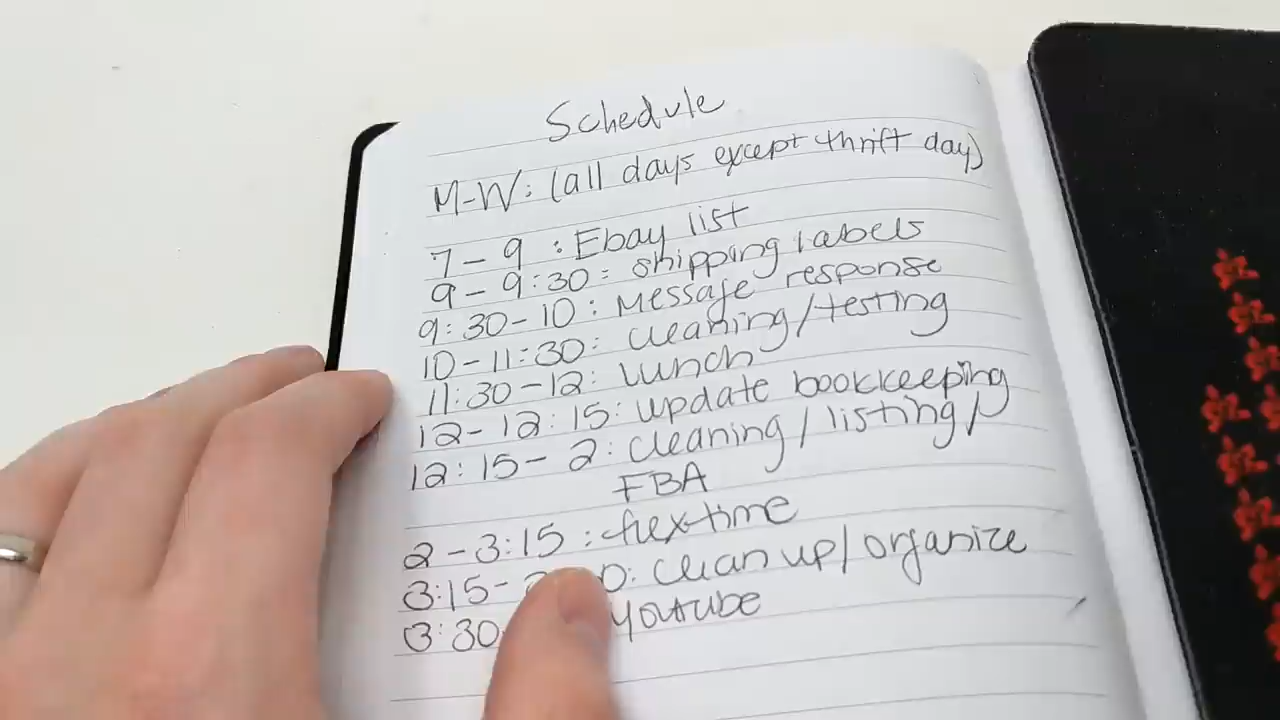 Schedule
M-W: (all days except thrift day)
7 - 9 : Ebay list
9 - 9:30 : shipping labels
9:30 - 10 : Message response
10 - 11:30 : cleaning/testing
11:30 - 12 : lunch
12 - 12:15 : update bookkeeping
12:15 - 2 : cleaning / listing /
FBA
2 - 3:15 : flex time
3:15 - 0: clean up / organize
3:30 Youtube